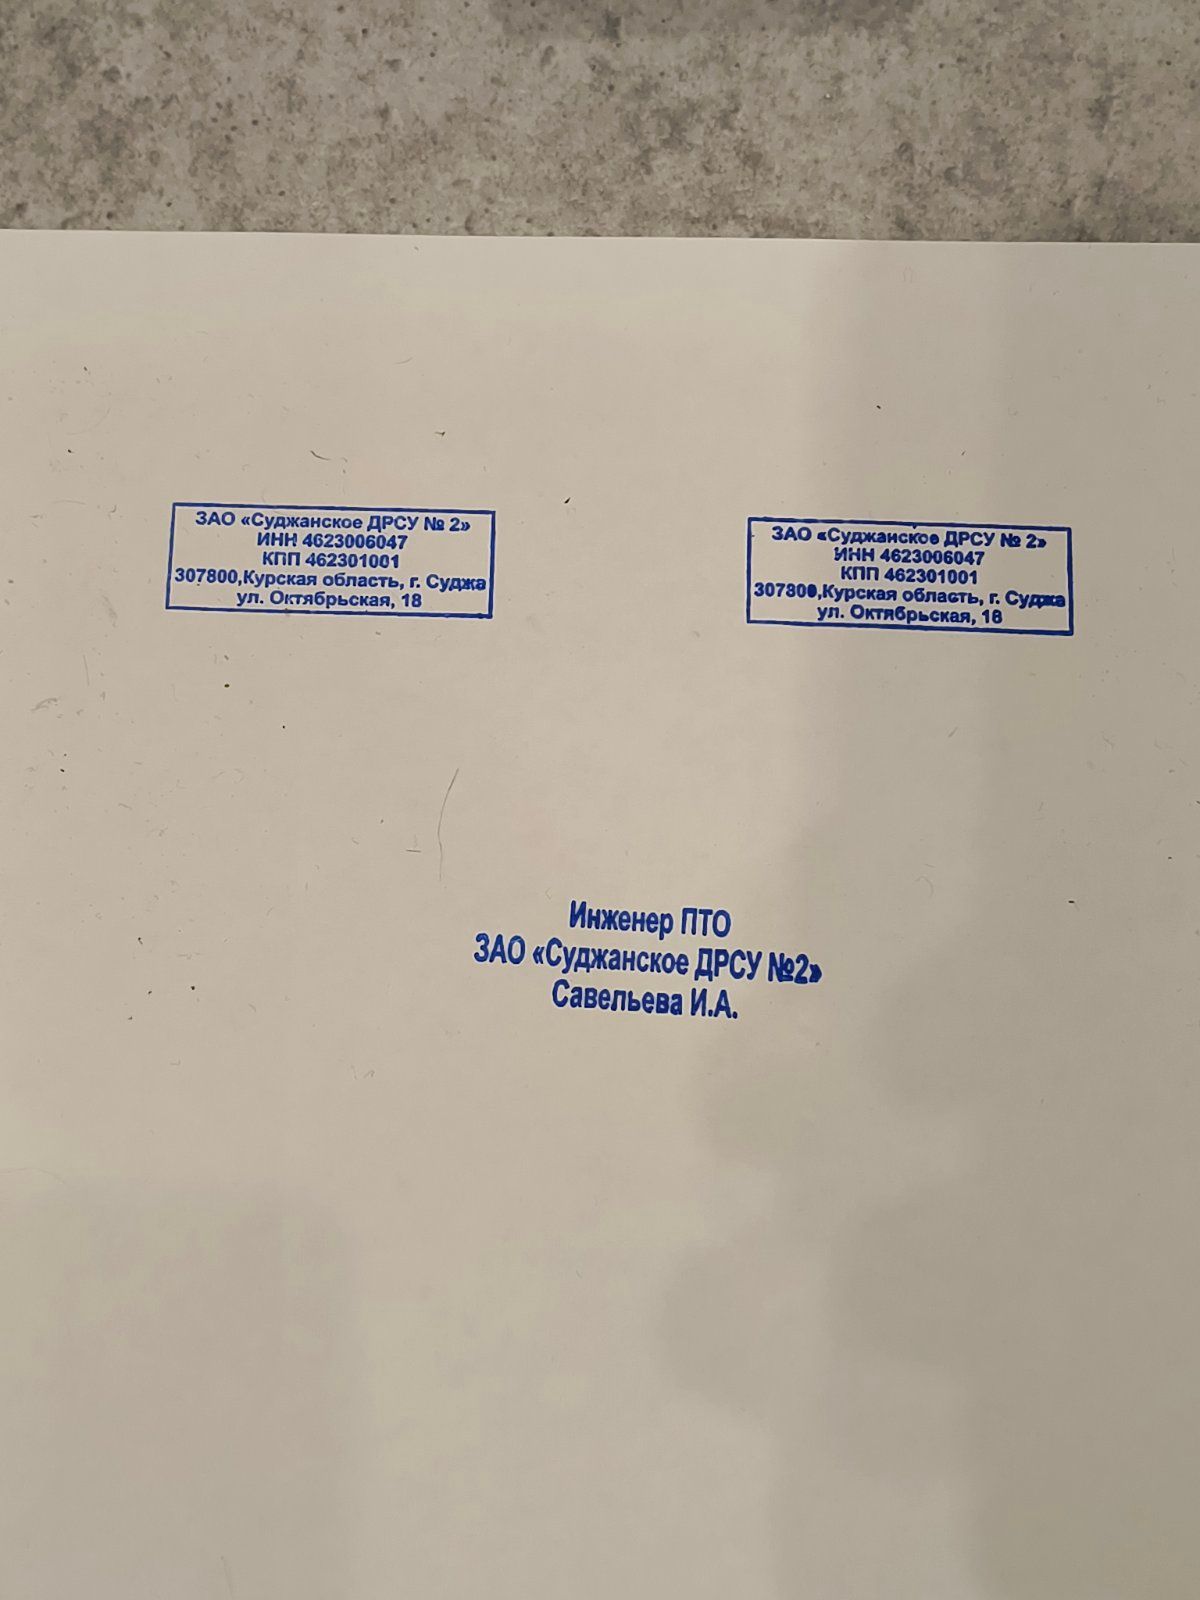 ЗАО «Суджанское ДРСУ № 2»
ИНН 4623006047
КПП 462301001
307800,Курская область, г. Суджа
ул. Октябрьская, 18
ЗАО «Суджанское ДРСУ № 2»
ИНН 4623006047
КПП 462301001
307800,Курская область, г. Суджа
ул. Октябрьская, 18
Инженер ПТО
ЗАО «Суджанское ДРСУ №2»
Савельева И.А.